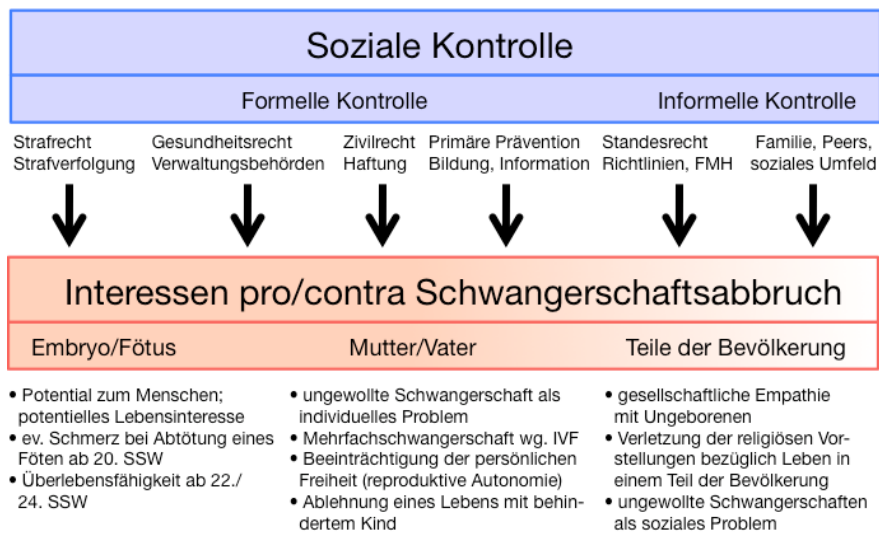 Soziale Kontrolle
Formelle Kontrolle
Informelle Kontrolle
Strafrecht
Strafverfolgung
Gesundheitsrecht
Verwaltungsbehörden
Zivilrecht
Haftung
Primäre Prävention
Bildung, Information
Standesrecht
Richtlinien, FMH
Familie, Peers,
soziales Umfeld
Interessen pro/contra Schwangerschaftsabbruch
Embryo/Fötus
Mutter/Vater
Teile der Bevölkerung
• Potential zum Menschen;
potentielles Lebensinteresse
• ev. Schmerz bei Abtötung eines
Föten ab 20. SSW
• Überlebensfähigkeit ab 22./
24. SSW
• ungewollte Schwangerschaft als
individuelles Problem
• Mehrfachschwangerschaft wg. IVF
• Beeinträchtigung der persönlichen
Freiheit (reproduktive Autonomie)
• Ablehnung eines Lebens mit behin-
dertem Kind
• gesellschaftliche Empathie
mit Ungeborenen
• Verletzung der religiösen Vor-
stellungen bezüglich Leben in
einem Teil der Bevölkerung
• ungewollte Schwangerschaften
als soziales Problem